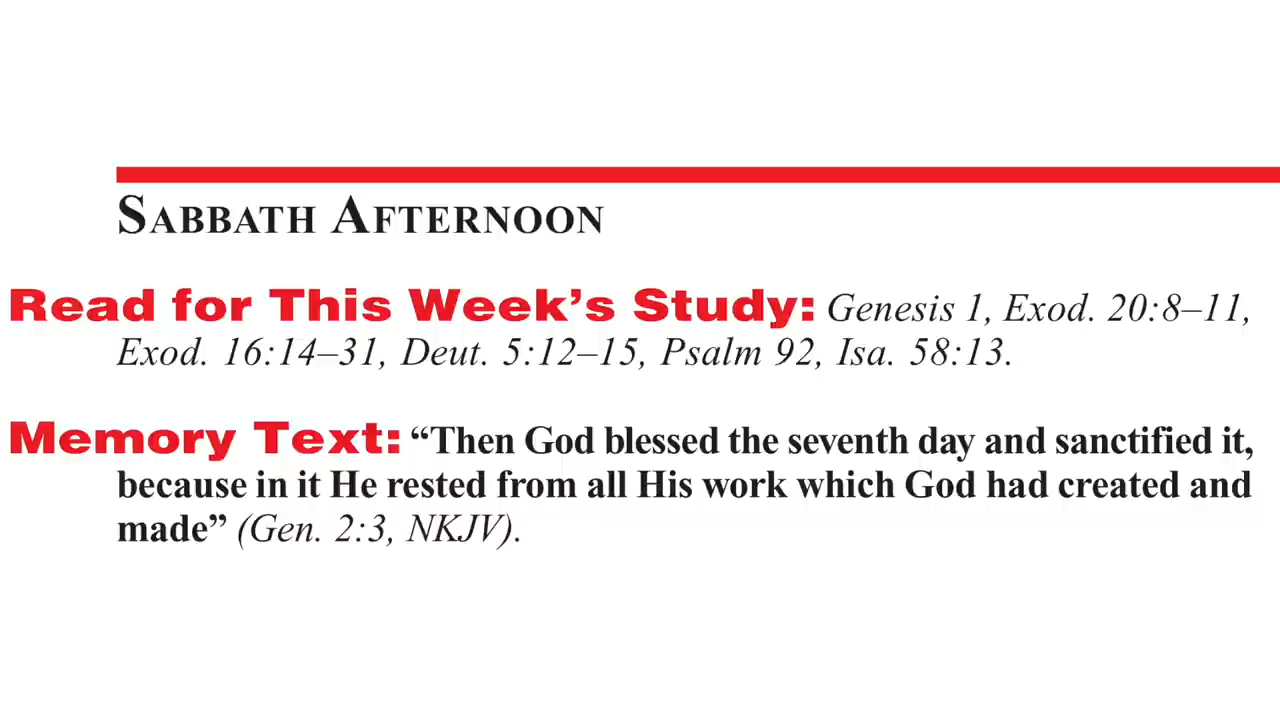 SABBATH AFTERNOON
Read for This Week’s Study: Genesis 1, Exod. 20:8–11,
Exod. 16:14–31, Deut. 5:12–15, Psalm 92, Isa. 58:13.
Memory Text: “Then God blessed the seventh day and sanctified it,
because in it He rested from all His work which God had created and
made” (Gen. 2:3, NKJV).